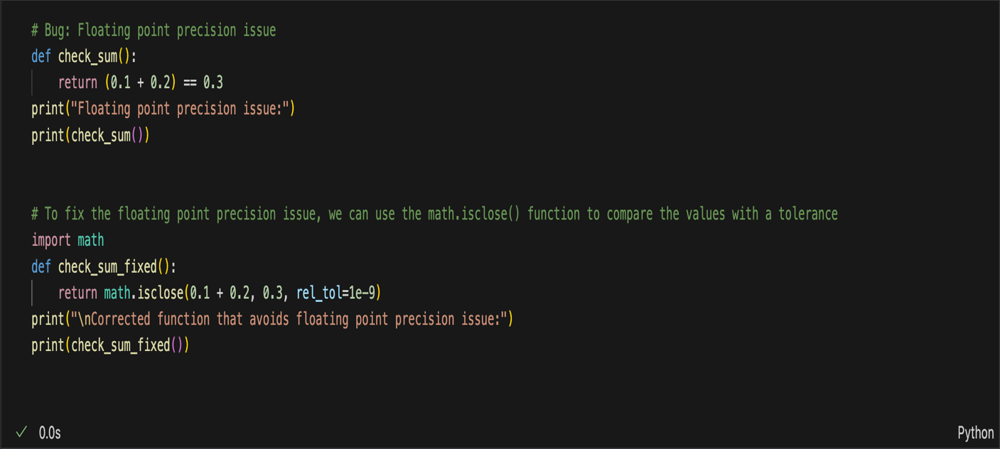 # Bug: Floating point precision issue
def check_sum():
    return (0.1 + 0.2) == 0.3
print("Floating point precision issue:")
print(check_sum())
# To fix the floating point precision issue, we can use the math.isclose() function to compare the values with a tolerance
import math
def check_sum_fixed():
    return math.isclose(0.1 + 0.2, 0.3, rel_tol=1e-9)
print("\nCorrected function that avoids floating point precision issue:")
print(check_sum_fixed())
✓ 0.0s
Python